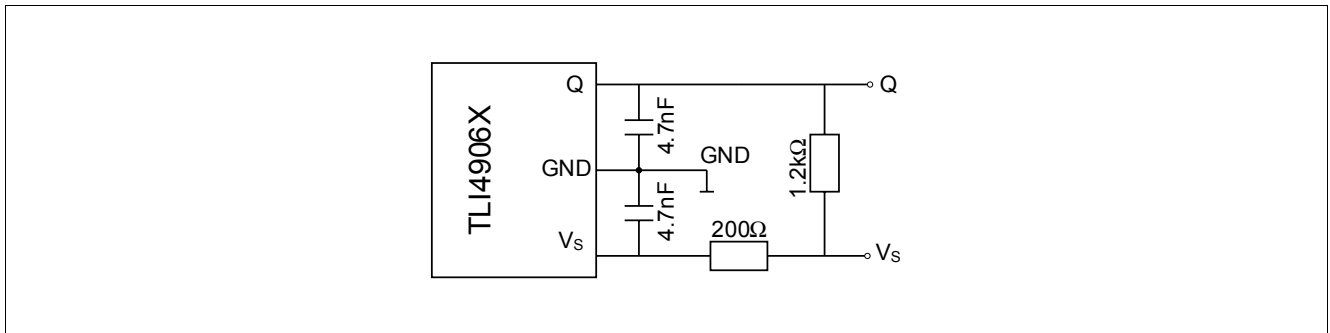 TLI4906X
Q
4.7nF
Q
GND
GND
1.2kΩ
4.7nF
200Ω
VS
VS